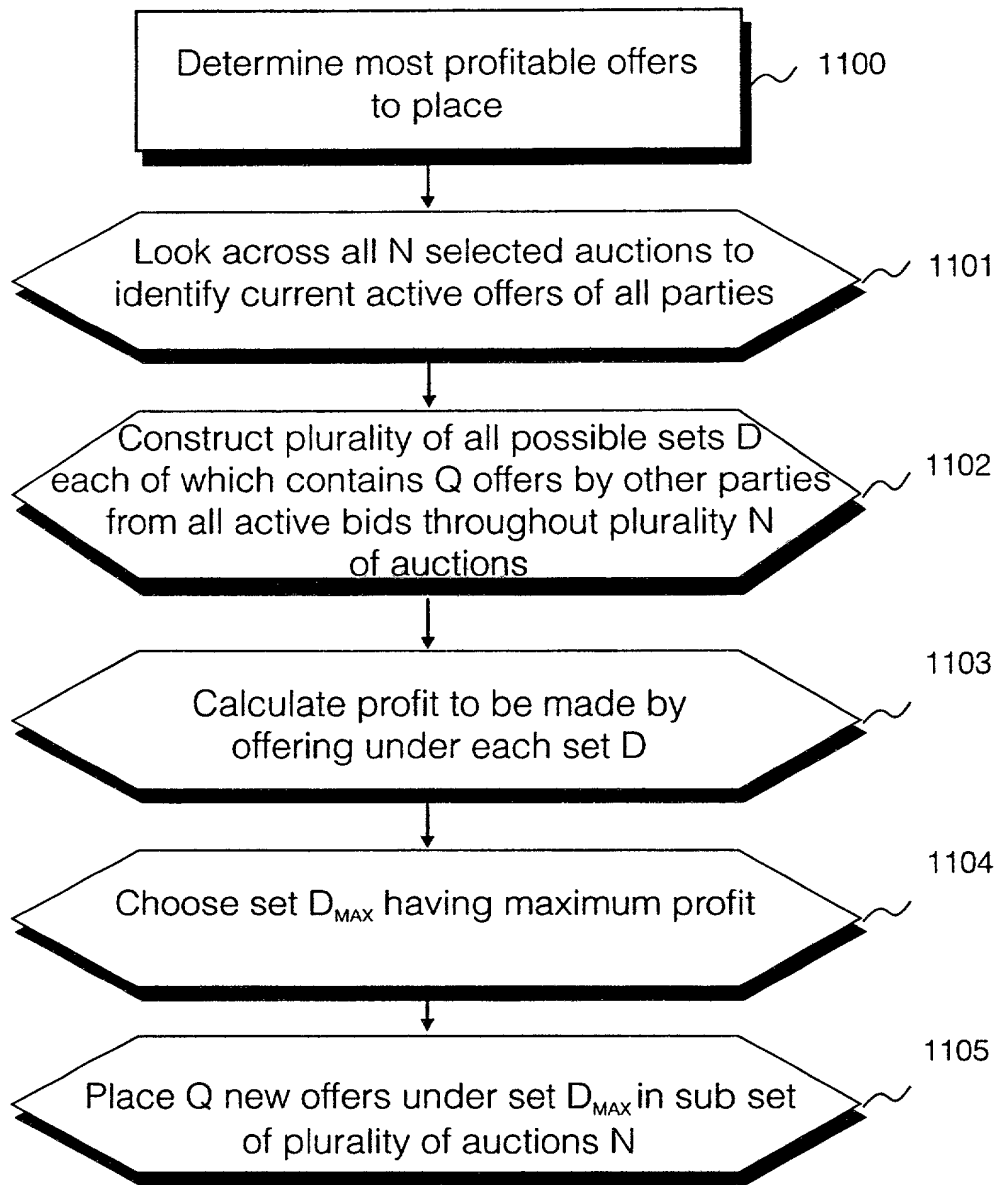 Determine most profitable offers
to place
1100
Look across all N selected auctions to
identify current active offers of all parties
1101
Construct plurality of all possible sets D
each of which contains Q offers by other parties
from all active bids throughout plurality N
of auctions
1102
Calculate profit to be made by
offering under each set D
1103
Choose set DMAX having maximum profit
1104
Place Q new offers under set DMAX in sub set
of plurality of auctions N
1105